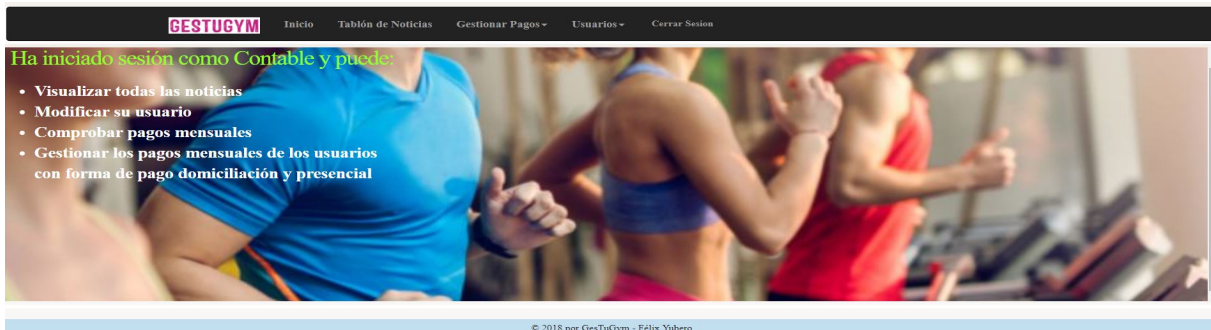 GESTUGYM Inicio Tablón de Noticias Gestionar Pagos Usuarios Cerrar Sesion
Ha iniciado sesión como Contable y puede:
• Visualizar todas las noticias
• Modificar su usuario
• Comprobar pagos mensuales
• Gestionar los pagos mensuales de los usuarios
con forma de pago domiciliación y presencial
© 2018 por GesTuGym - Félix Yubero